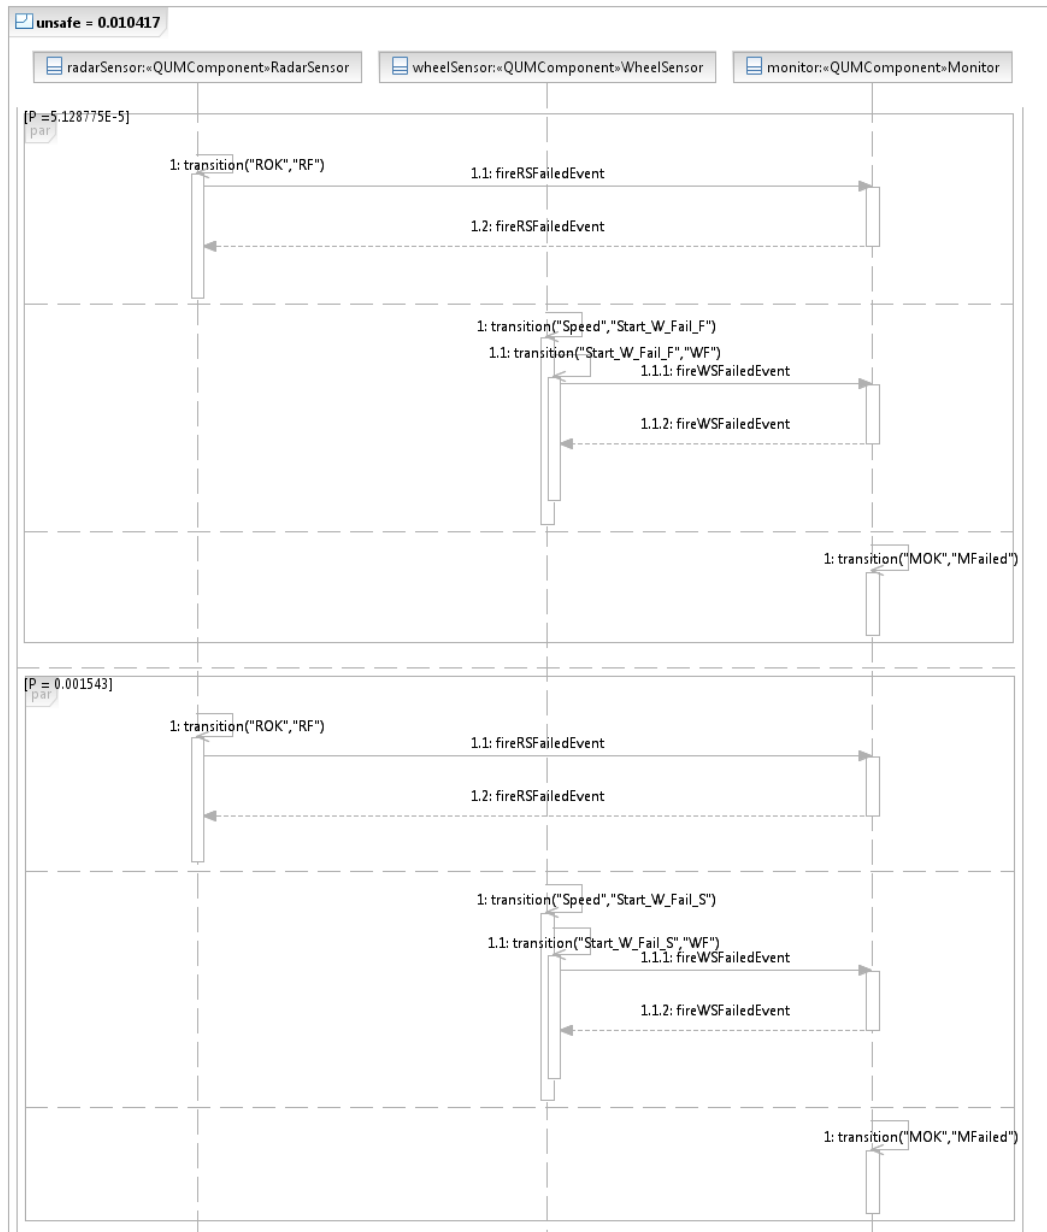 unsafe = 0.010417
radarSensor:«QUMComponent»RadarSensor
wheelSensor:«QUMComponent»WheelSensor
monitor:«QUMComponent»Monitor
[P =5.128775E-5]
par
1: transition("ROK","RF")
1.1: fireRSFailedEvent
1.2: fireRSFailedEvent
1: transition("Speed","Start_W_Fail_F")
1.1: transition("Start_W_Fail_F","WF")
1.1.1: fireWSFailedEvent
1.1.2: fireWSFailedEvent
1: transition("MOK","MFailed")
[P = 0.001543]
par
1: transition("ROK","RF")
1.1: fireRSFailedEvent
1.2: fireRSFailedEvent
1: transition("Speed","Start_W_Fail_S")
1.1: transition("Start_W_Fail_S","WF")
1.1.1: fireWSFailedEvent
1.1.2: fireWSFailedEvent
1: transition("MOK","MFailed")